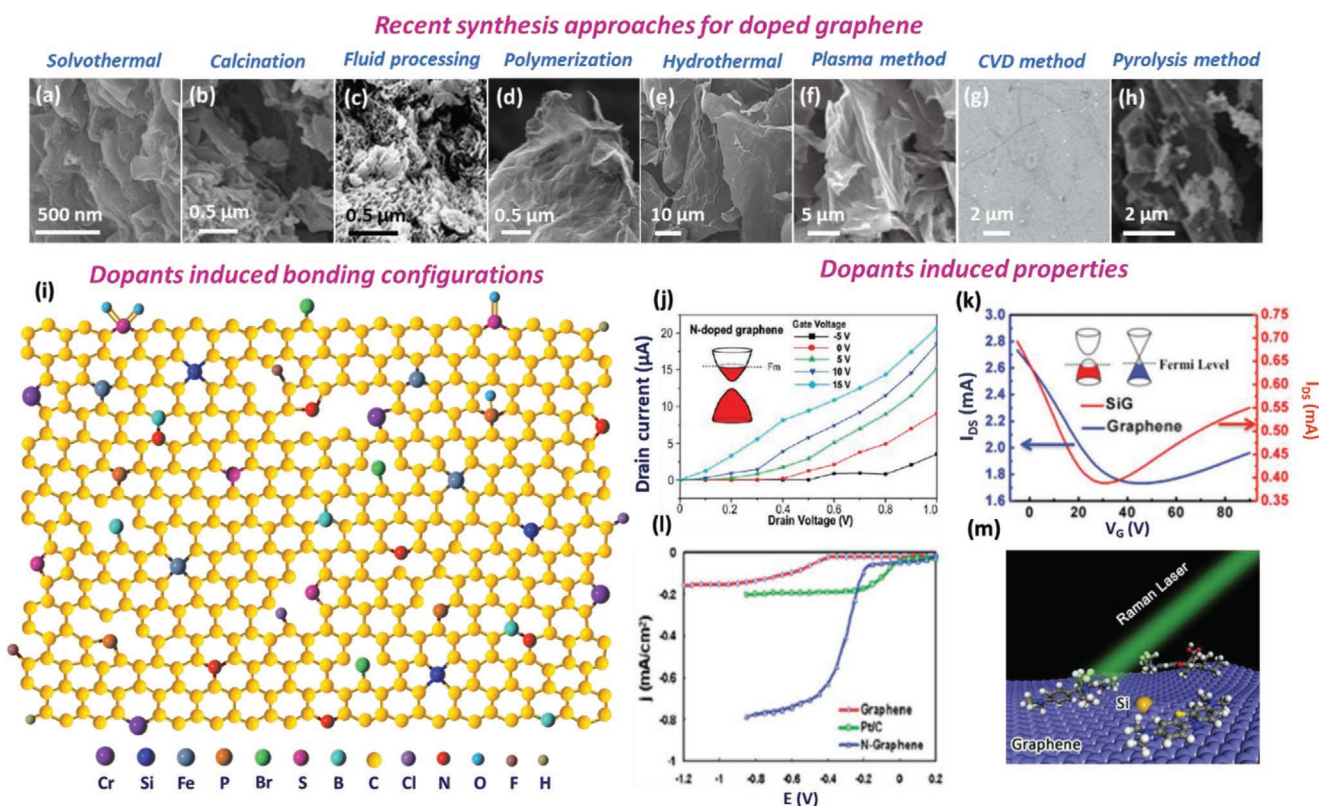 Recent synthesis approaches for doped graphene
Solvothermal
Calcination
Fluid processing
Polymerization
Hydrothermal
Plasma method
CVD method
Pyrolysis method
(a)
(b)
(c)
(d)
(e)
(f)
(g)
(h)
500 nm
0.5 μm
0.5 μm
0.5 μm
10 μm
5 μm
2 μm
2 μm
Dopants induced bonding configurations
(i)
Cr Si Fe P Br S B C Cl N O F H
Dopants induced properties
(j)
N-doped graphene
Fm
Gate Voltage
-5 V
0 V
5 V
10 V
15 V
Drain current (μA)
20
15
10
5
0
0.0 0.2 0.4 0.6 0.8 1.0
Drain Voltage (V)
(k)
Fermi Level
SiG
Graphene
I_DS (mA)
3.0
2.8
2.6
2.4
2.2
2.0
1.8
1.6
I_DS (mA)
0.75
0.70
0.65
0.60
0.55
0.50
0.45
0.40
0.35
0 20 40 60 80
V_G (V)
(l)
j (mA/cm²)
0
-0.2
-0.4
-0.6
-0.8
-1
Graphene
Pt/C
N-Graphene
-1.2 -0.8 -0.4 0 0.2
E (V)
(m)
Raman Laser
Si
Graphene